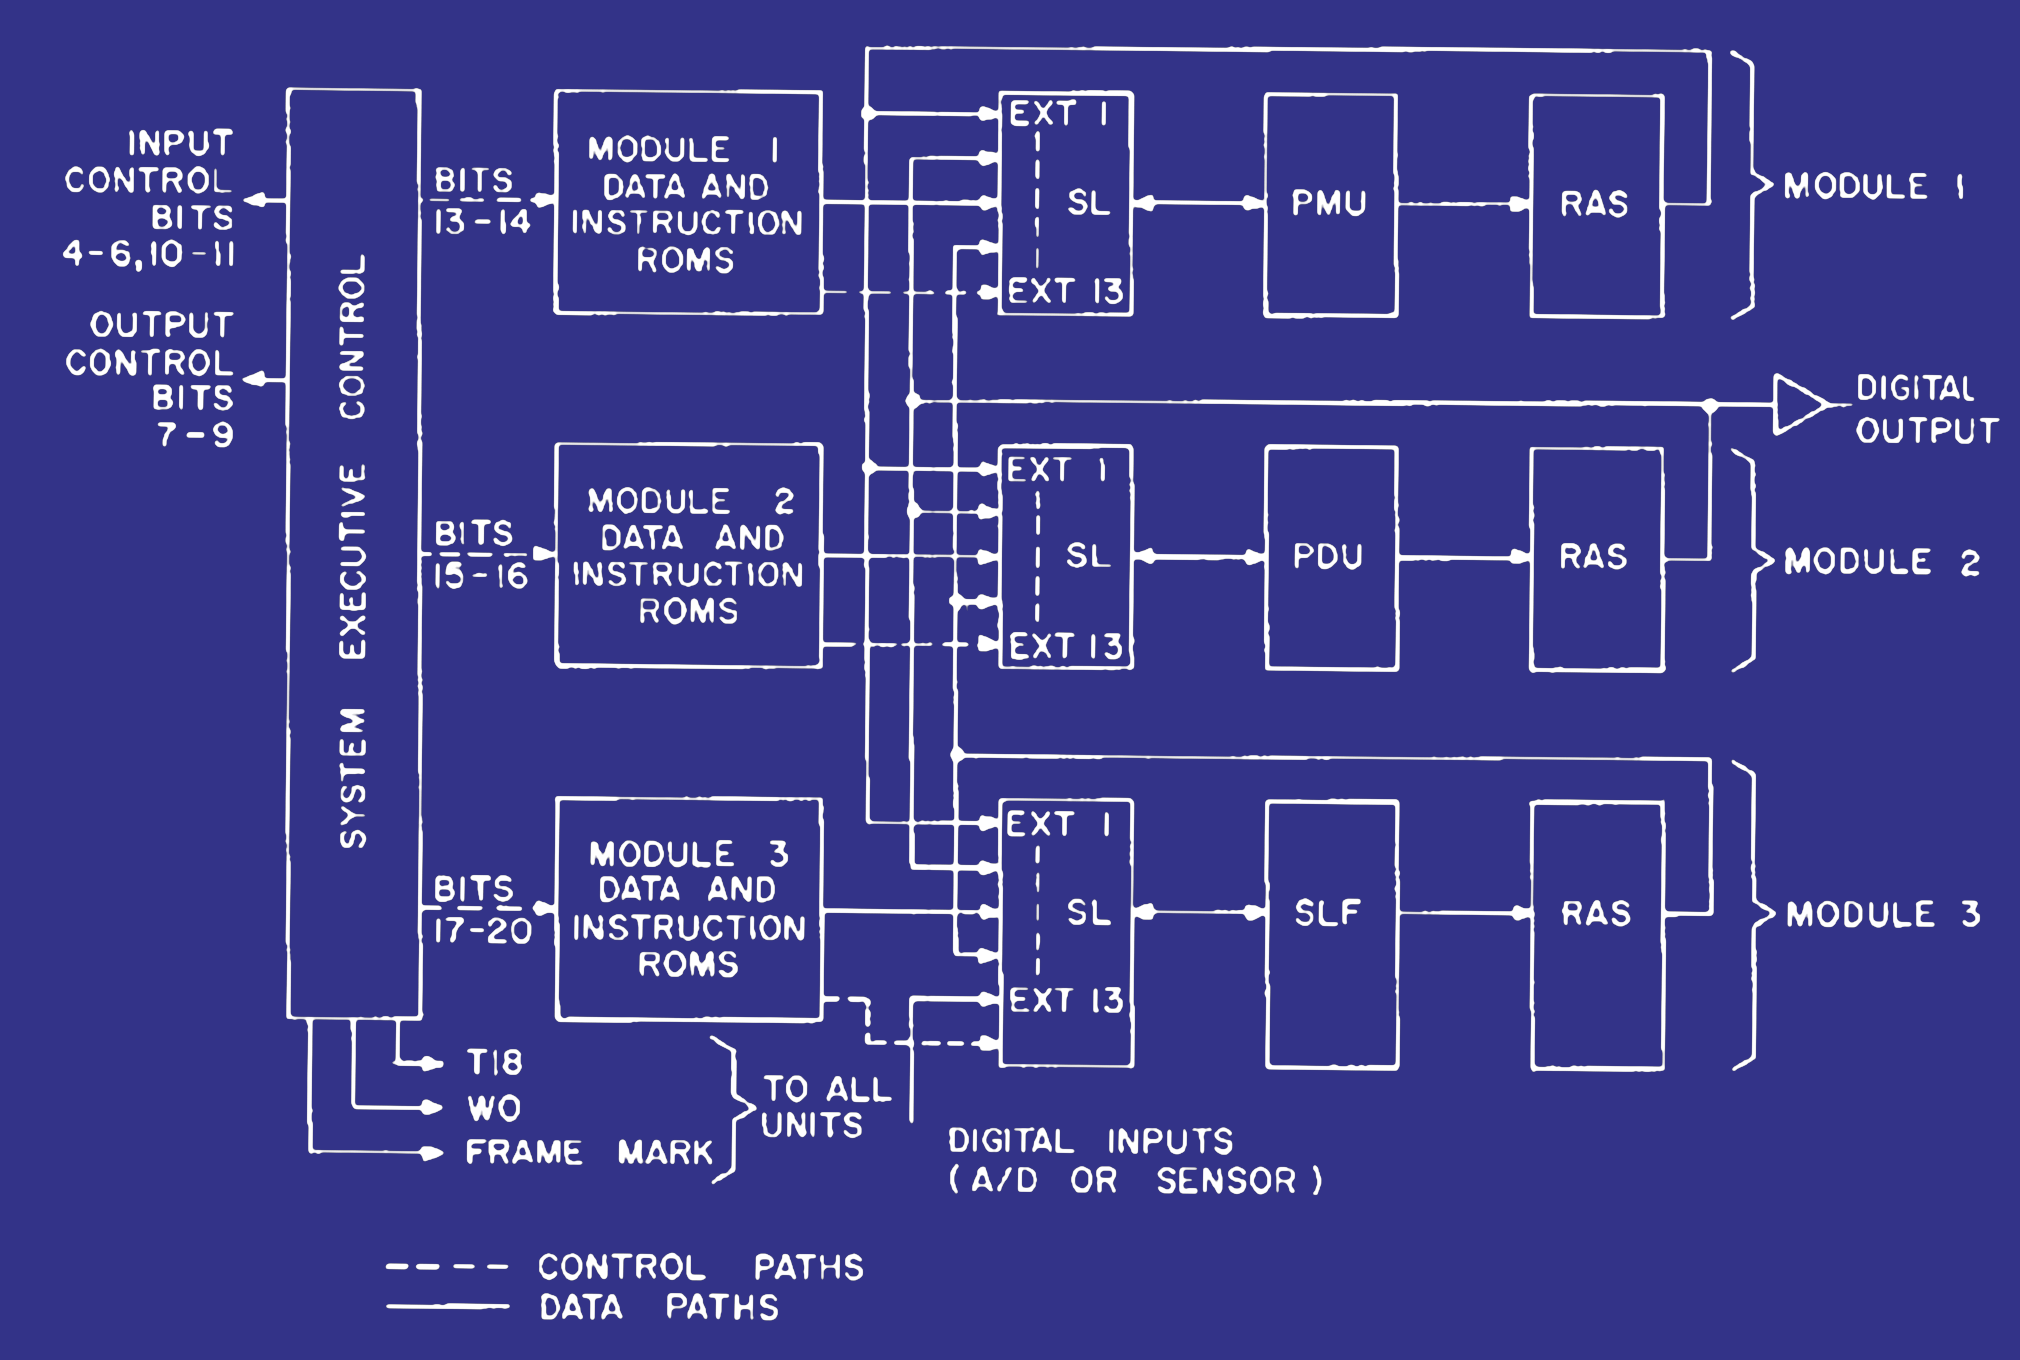 INPUT
CONTROL
BITS
4-6,10-11
OUTPUT
CONTROL
BITS
7-9
SYSTEM EXECUTIVE CONTROL
BITS
13-14
MODULE 1
DATA AND
INSTRUCTION
ROMS
EXT 1
SL
EXT 13
PMU
RAS
MODULE 1
DIGITAL
OUTPUT
BITS
15-16
MODULE 2
DATA AND
INSTRUCTION
ROMS
EXT 1
SL
EXT 13
PDU
RAS
MODULE 2
BITS
17-20
MODULE 3
DATA AND
INSTRUCTION
ROMS
EXT 1
SL
EXT 13
SLF
RAS
MODULE 3
T18
WO
FRAME MARK
TO ALL
UNITS
DIGITAL INPUTS
(A/D OR SENSOR)
CONTROL PATHS
DATA PATHS